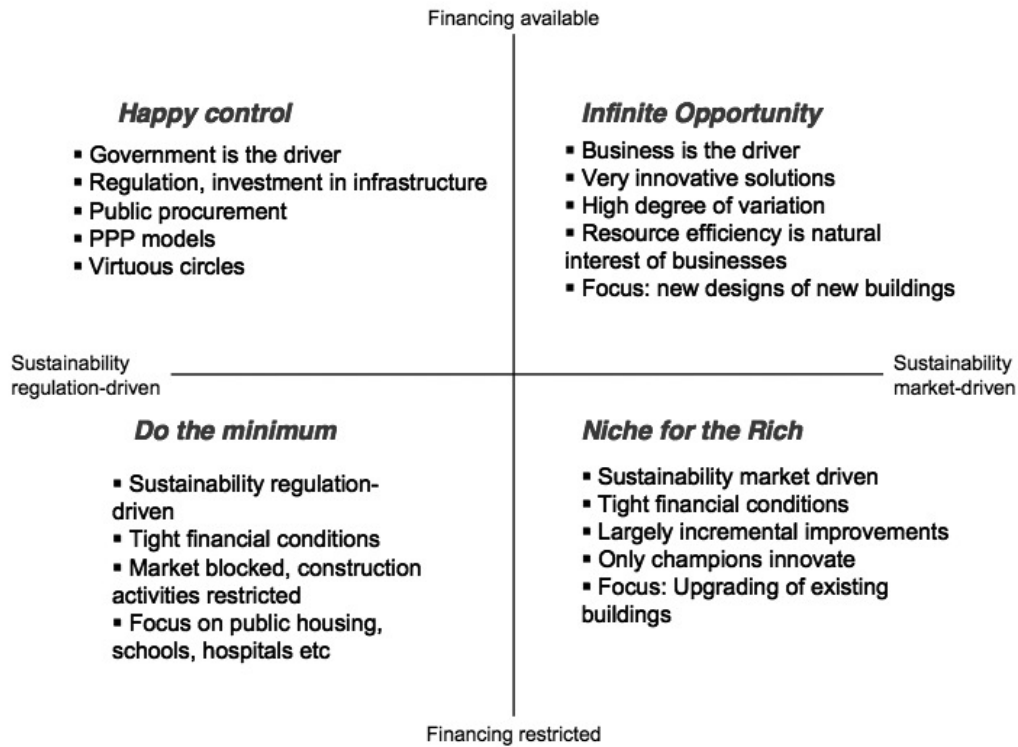 Financing available
Happy control
▪ Government is the driver
▪ Regulation, investment in infrastructure
▪ Public procurement
▪ PPP models
▪ Virtuous circles
Infinite Opportunity
▪ Business is the driver
▪ Very innovative solutions
▪ High degree of variation
▪ Resource efficiency is natural
interest of businesses
▪ Focus: new designs of new buildings
Sustainability
regulation-driven
Sustainability
market-driven
Do the minimum
▪ Sustainability regulation-
driven
▪ Tight financial conditions
▪ Market blocked, construction
activities restricted
▪ Focus on public housing,
schools, hospitals etc
Niche for the Rich
▪ Sustainability market driven
▪ Tight financial conditions
▪ Largely incremental improvements
▪ Only champions innovate
▪ Focus: Upgrading of existing
buildings
Financing restricted